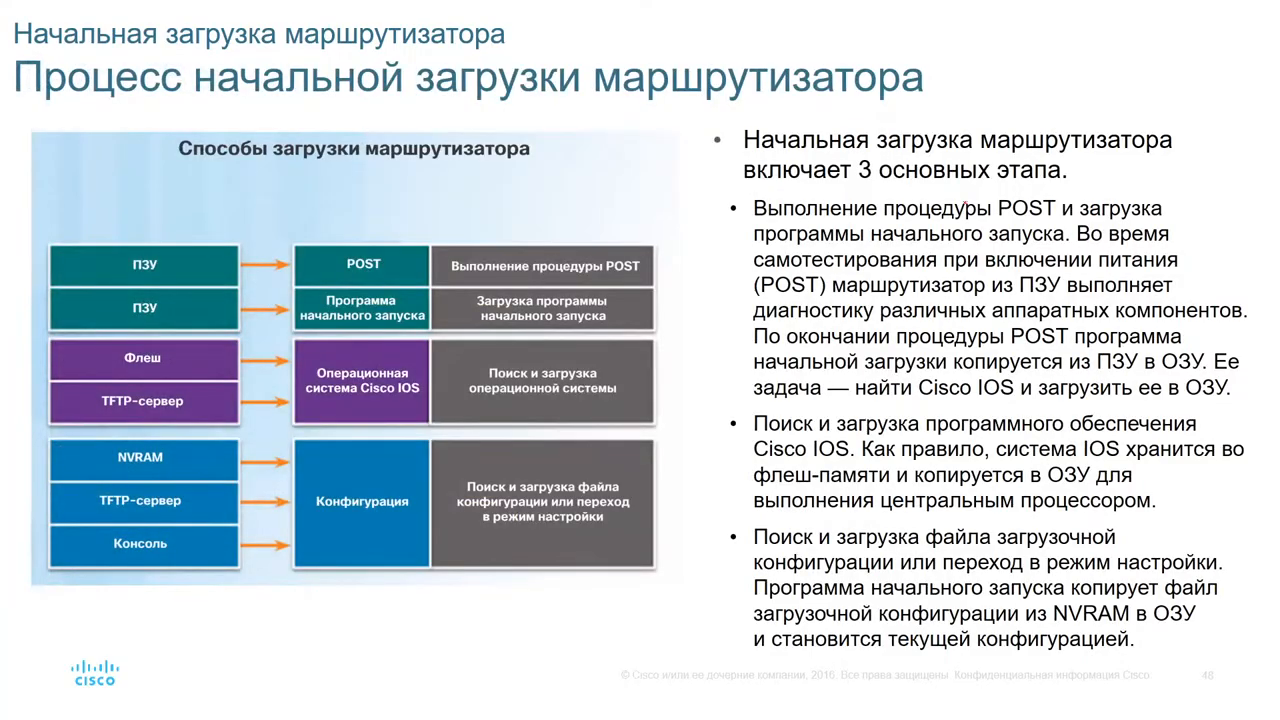 Начальная загрузка маршрутизатора
Процесс начальной загрузки маршрутизатора
Способы загрузки маршрутизатора
ПЗУ
POST
Выполнение процедуры POST
ПЗУ
Программа
начального запуска
Загрузка программы
начального запуска
Флеш
TFTP-сервер
Операционная
система Cisco IOS
Поиск и загрузка
операционной системы
NVRAM
TFTP-сервер
Консоль
Конфигурация
Поиск и загрузка файла
конфигурации или переход
в режим настройки
• Начальная загрузка маршрутизатора
включает 3 основных этапа.
• Выполнение процедуры POST и загрузка
программы начального запуска. Во время
самотестирования при включении питания
(POST) маршрутизатор из ПЗУ выполняет
диагностику различных аппаратных компонентов.
По окончании процедуры POST программа
начальной загрузки копируется из ПЗУ в ОЗУ. Ее
задача — найти Cisco IOS и загрузить ее в ОЗУ.
• Поиск и загрузка программного обеспечения
Cisco IOS. Как правило, система IOS хранится во
флеш-памяти и копируется в ОЗУ для
выполнения центральным процессором.
• Поиск и загрузка файла загрузочной
конфигурации или переход в режим настройки.
Программа начального запуска копирует файл
загрузочной конфигурации из NVRAM в ОЗУ
и становится текущей конфигурацией.
CISCO
© Cisco и/или ее дочерние компании, 2016. Все права защищены. Конфиденциальная информация Cisco
48